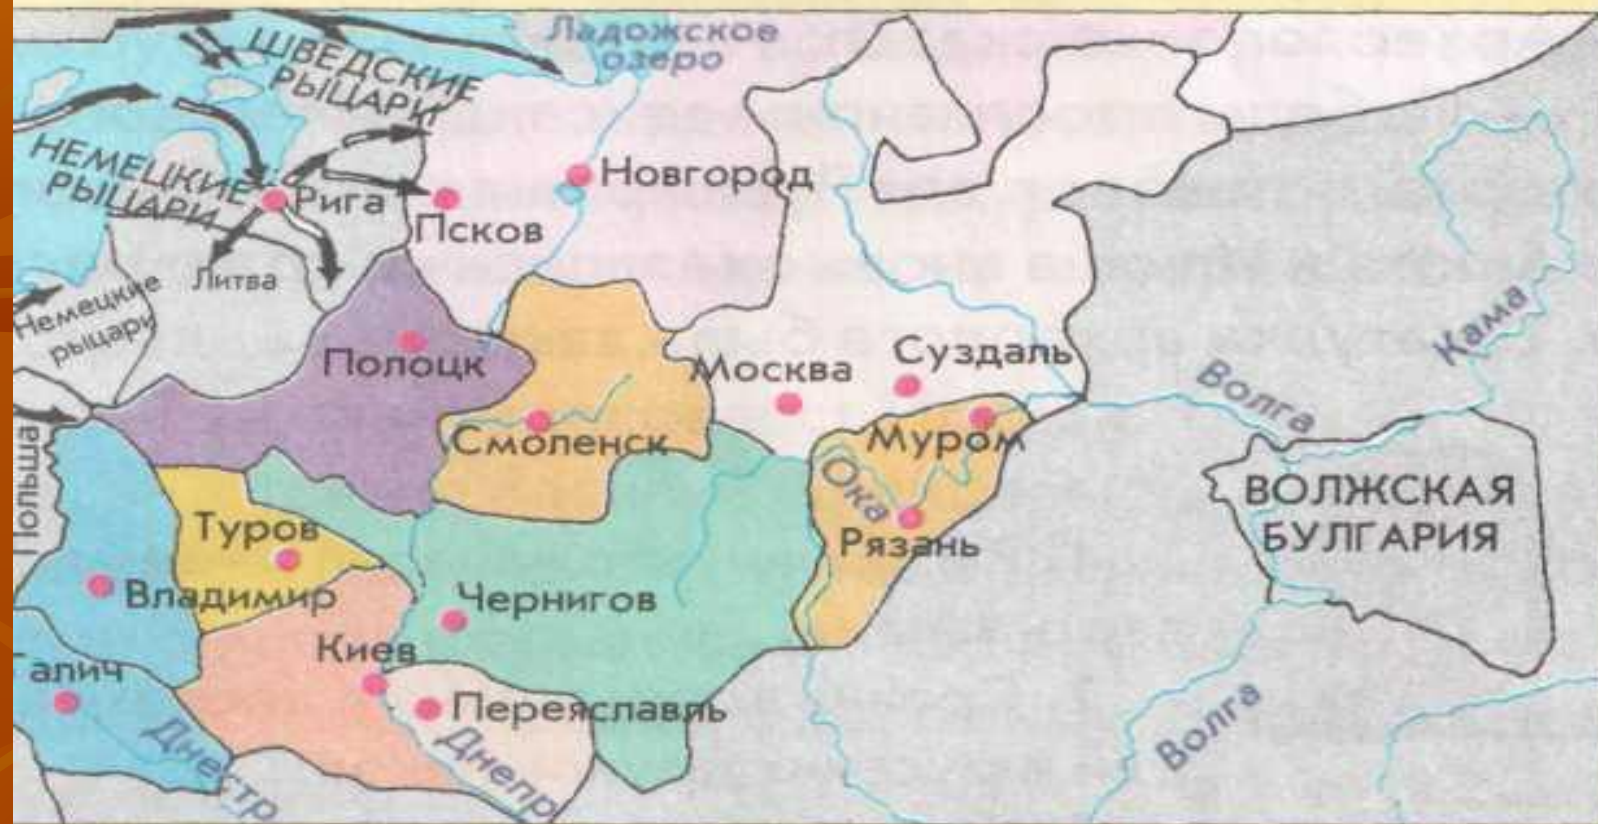 Ладожское
озеро
ШВЕДСКИЕ
РЫЦАРИ
НЕМЕЦКИЕ
РЫЦАРИ
Рига
Псков
Новгород
Литва
Немецкие
рыцари
Полоцк
Смоленск
Москва
Суздаль
Муром
Ока
Рязань
Волга
Кама
ВОЛЖСКАЯ
БУЛГАРИЯ
Волга
Польша
Туров
Владимир
Чернигов
Киев
Переяславль
алич
Днестр
Днепр